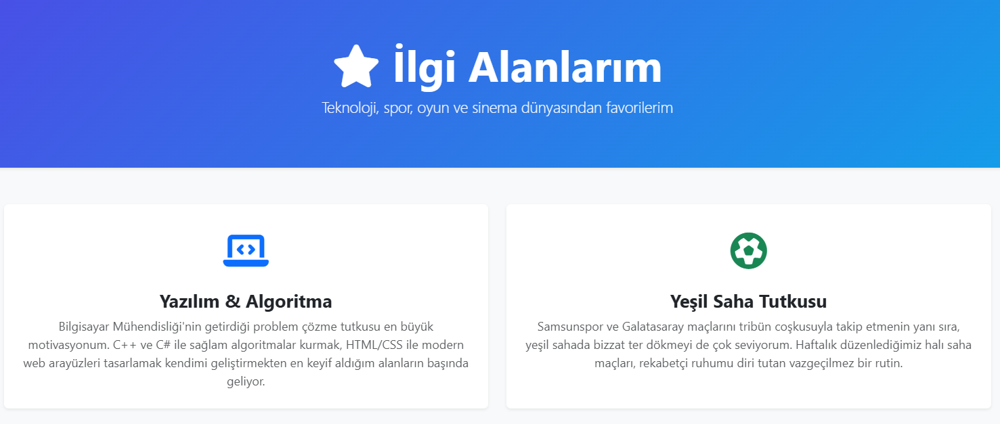 İlgi Alanlarım
Teknoloji, spor, oyun ve sinema dünyasından favorilerim
Yazılım & Algoritma
Bilgisayar Mühendisliği'nin getirdiği problem çözme tutkusu en büyük
motivasyonum. C++ ve C# ile sağlam algoritmalar kurmak, HTML/CSS ile modern
web arayüzleri tasarlamak kendimi geliştirmekten en keyif aldığım alanların başında
geliyor.
Yeşil Saha Tutkusu
Samsunspor ve Galatasaray maçlarını tribün coşkusuyla takip etmenin yanı sıra,
yeşil sahada bizzat ter dökmeyi de çok seviyorum. Haftalık düzenlediğimiz halı saha
maçları, rekabetçi ruhumu diri tutan vazgeçilmez bir rutin.